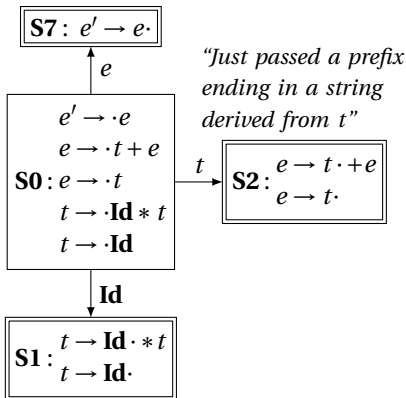 S7: e′ → e·
e
"Just passed a prefix
ending in a string
derived from t"
e′ → ·e
e → ·t + e
S0: e → ·t
t → ·Id ∗ t
t → ·Id
t
S2: e → t · +e
e → t·
Id
S1: t → Id · ∗ t
t → Id·